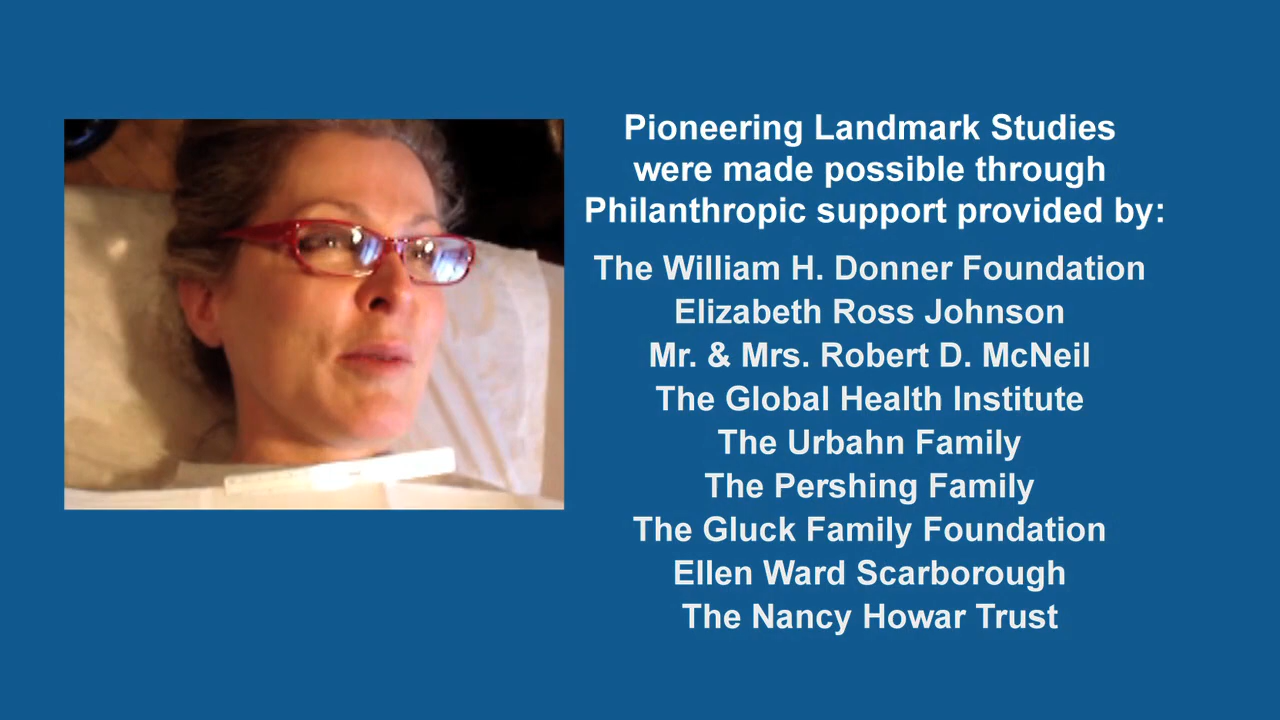 Pioneering Landmark Studies
were made possible through
Philanthropic support provided by:
The William H. Donner Foundation
Elizabeth Ross Johnson
Mr. & Mrs. Robert D. McNeil
The Global Health Institute
The Urbahn Family
The Pershing Family
The Gluck Family Foundation
Ellen Ward Scarborough
The Nancy Howar Trust